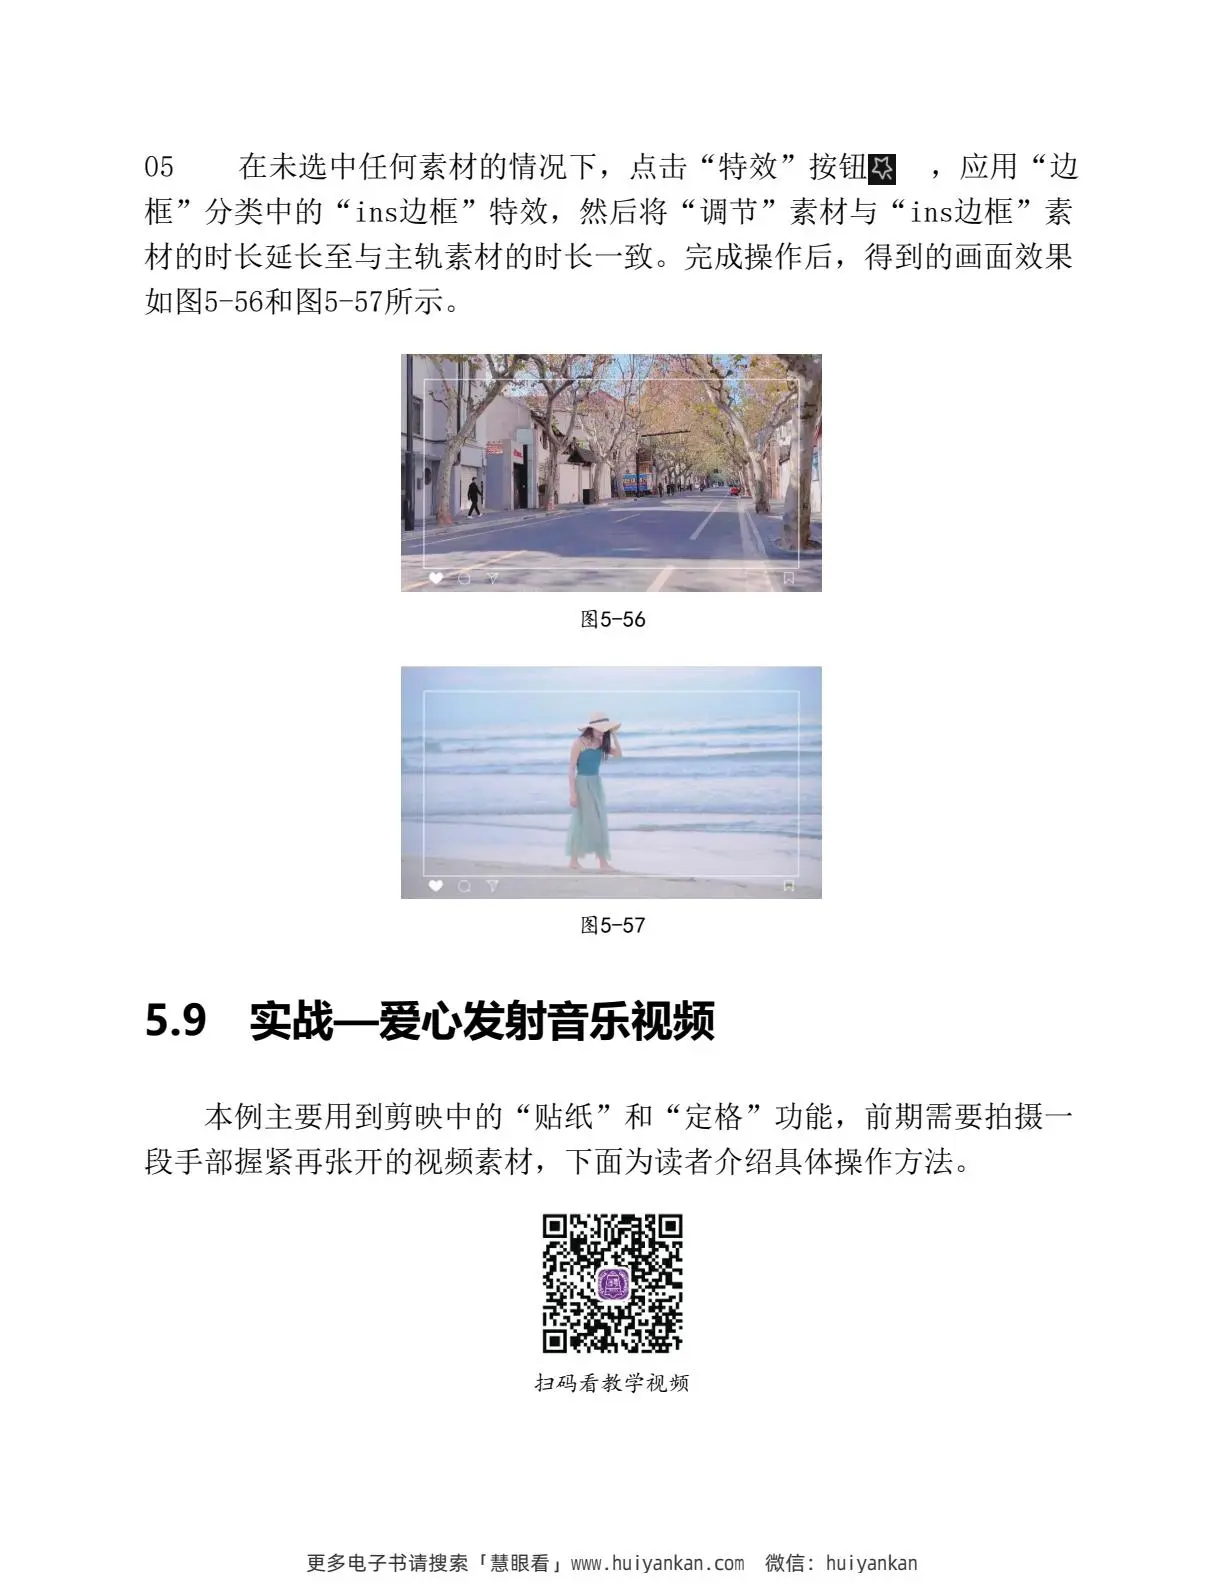 05 在未选中任何素材的情况下，点击“特效”按钮 ，应用“边
框”分类中的“ins边框”特效，然后将“调节”素材与“ins边框”素
材的时长延长至与主轨素材的时长一致。完成操作后，得到的画面效果
如图5-56和图5-57所示。
图5-56
图5-57
5.9 实战—爱心发射音乐视频
本例主要用到剪映中的“贴纸”和“定格”功能，前期需要拍摄一
段手部握紧再张开的视频素材，下面为读者介绍具体操作方法。
扫码看教学视频
更多电子书请搜索「慧眼看」www.huiyankan.com 微信：huiyankan